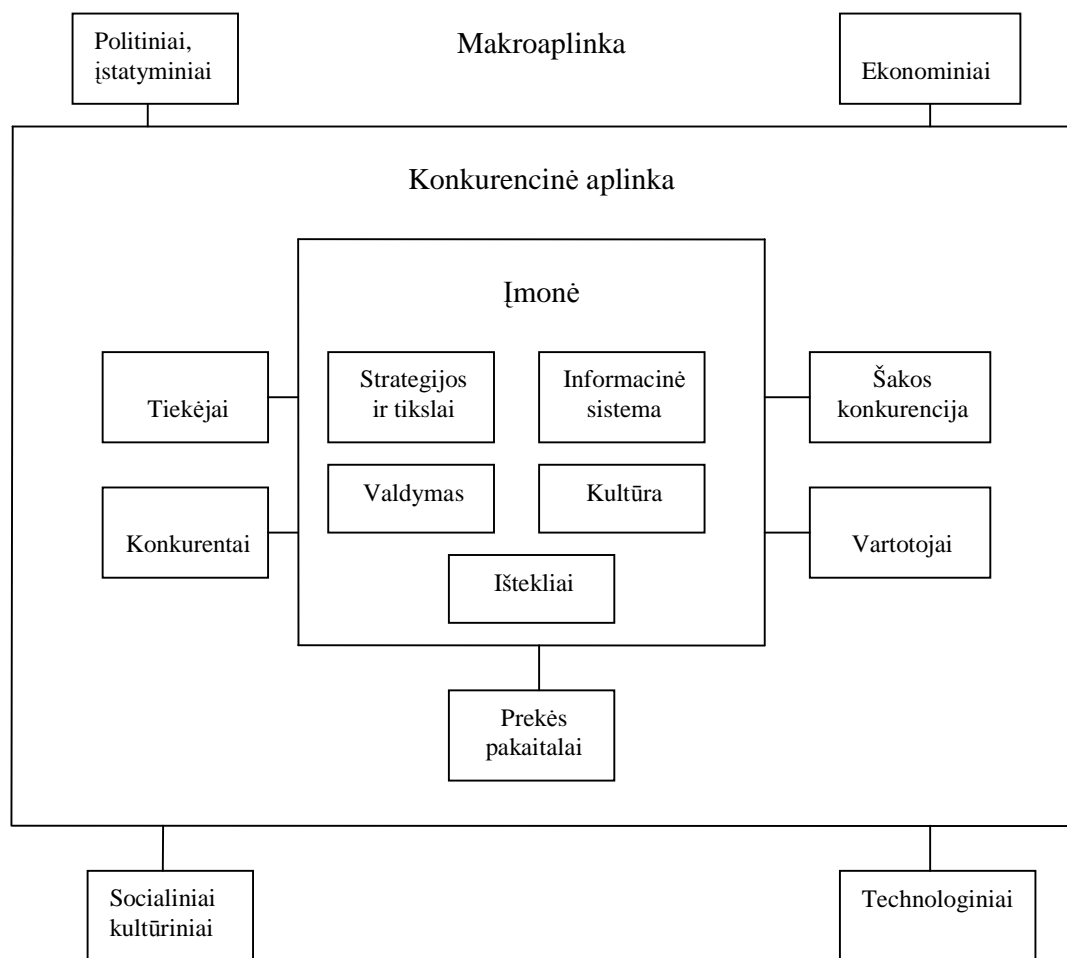 Politiniai,
įstatyminiai
Makroaplinka
Ekonominiai
Konkurencinė aplinka
Įmonė
Tiekėjai
Strategijos
ir tikslai
Informacinė
sistema
Šakos
konkurencija
Konkurentai
Valdymas
Kultūra
Vartotojai
Ištekliai
Prekės
pakaitalai
Socialiniai
kultūriniai
Technologiniai